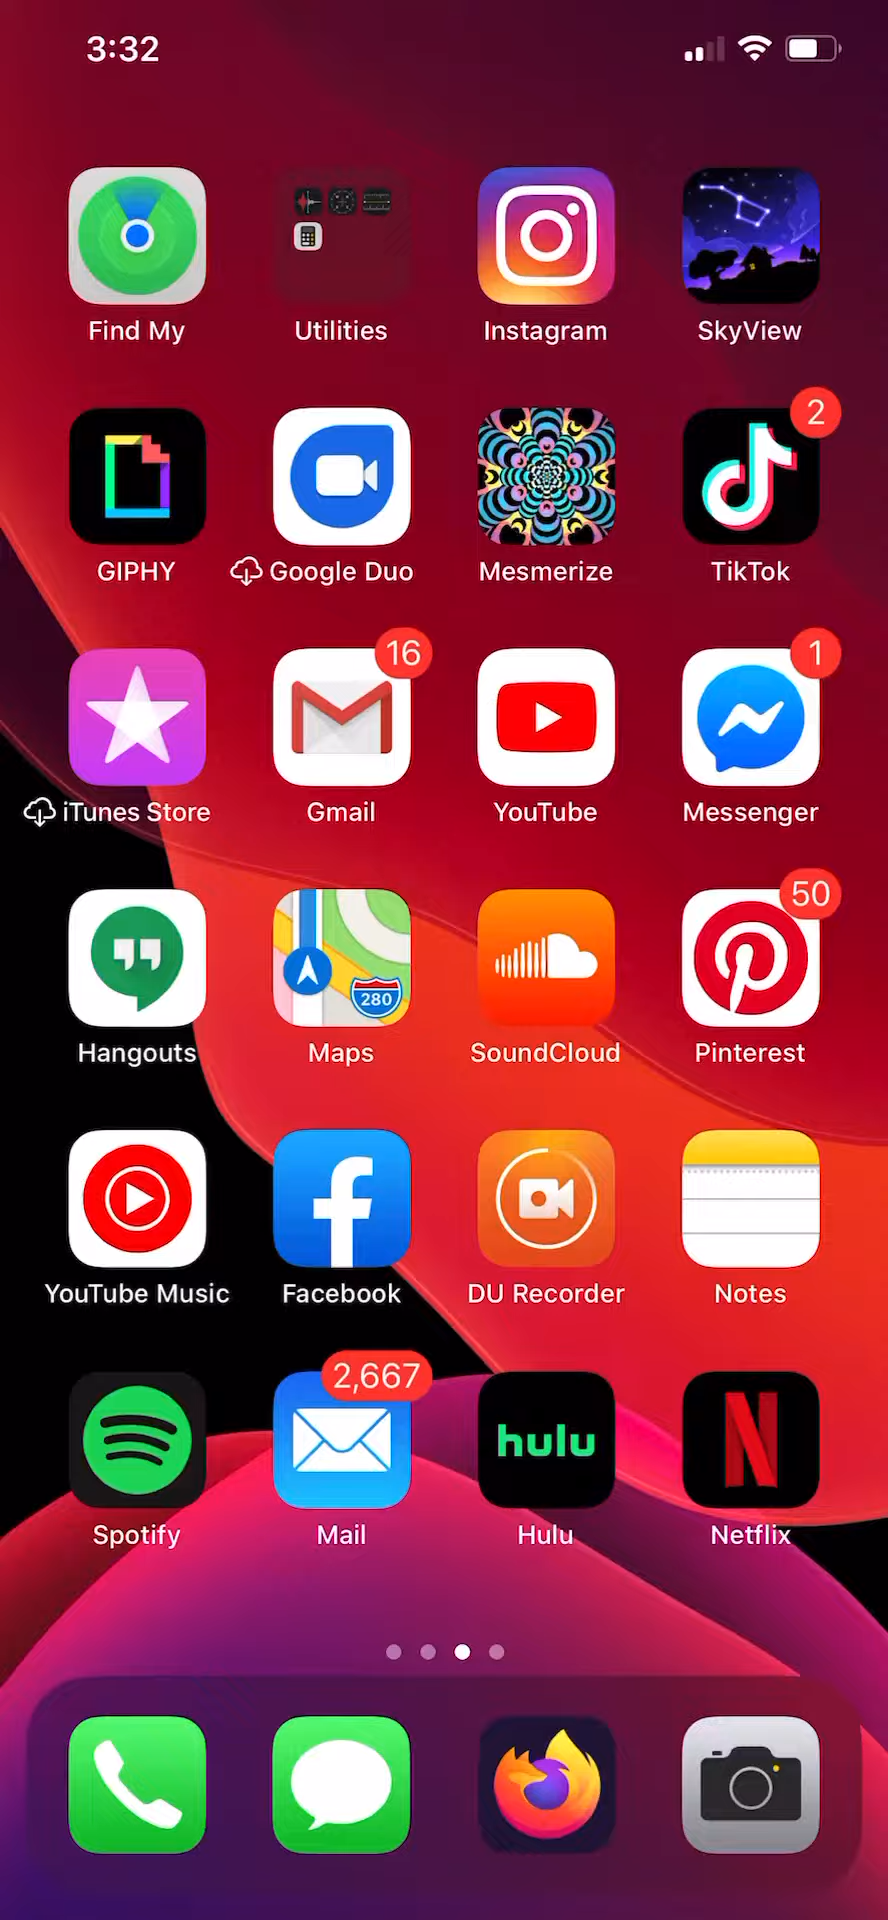 3:32
Find My
Utilities
Instagram
SkyView
2
GIPHY
Google Duo
Mesmerize
TikTok
16
1
iTunes Store
Gmail
YouTube
Messenger
50
280
Hangouts
Maps
SoundCloud
Pinterest
YouTube Music
Facebook
DU Recorder
Notes
2,667
hulu
Spotify
Mail
Hulu
Netflix